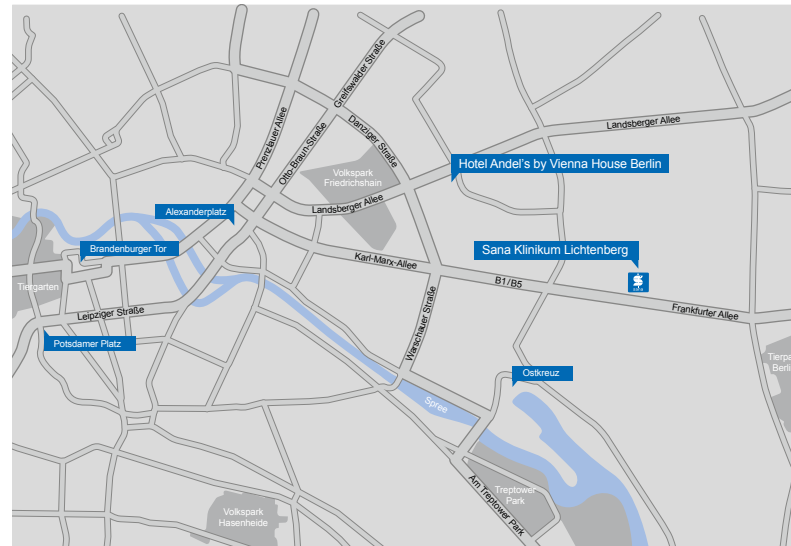 Greifswalder Straße
Prenzlauer Allee
Otto-Braun-Straße
Danziger Straße
Landsberger Allee
Hotel Andel's by Vienna House Berlin
Volkspark
Friedrichshain
Landsberger Allee
Alexanderplatz
Brandenburger Tor
Karl-Marx-Allee
Sana Klinikum Lichtenberg
B1/B5
Tiergarten
Leipziger Straße
Frankfurter Allee
Warschauer Straße
Potsdamer Platz
Tierpa
Berli
Ostkreuz
Spree
Am Treptower Park
Treptower
Park
Volkspark
Hasenheide